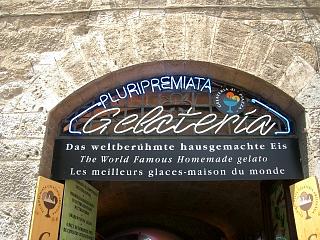 PLURIPREMIATA
Gelateria
Das weltberühmte hausgemachte Eis
The World Famous Homemade gelato
Les meilleurs glaces-maison du monde